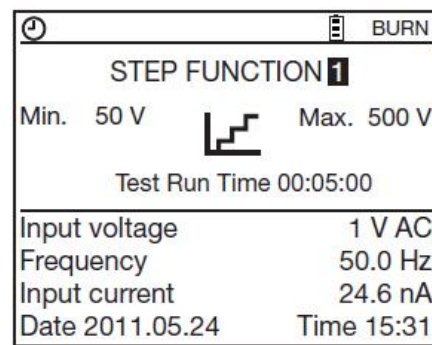 BURN
STEP FUNCTION 1
Min. 50 V Max. 500 V
Test Run Time 00:05:00
Input voltage 1 V AC
Frequency 50.0 Hz
Input current 24.6 nA
Date 2011.05.24 Time 15:31